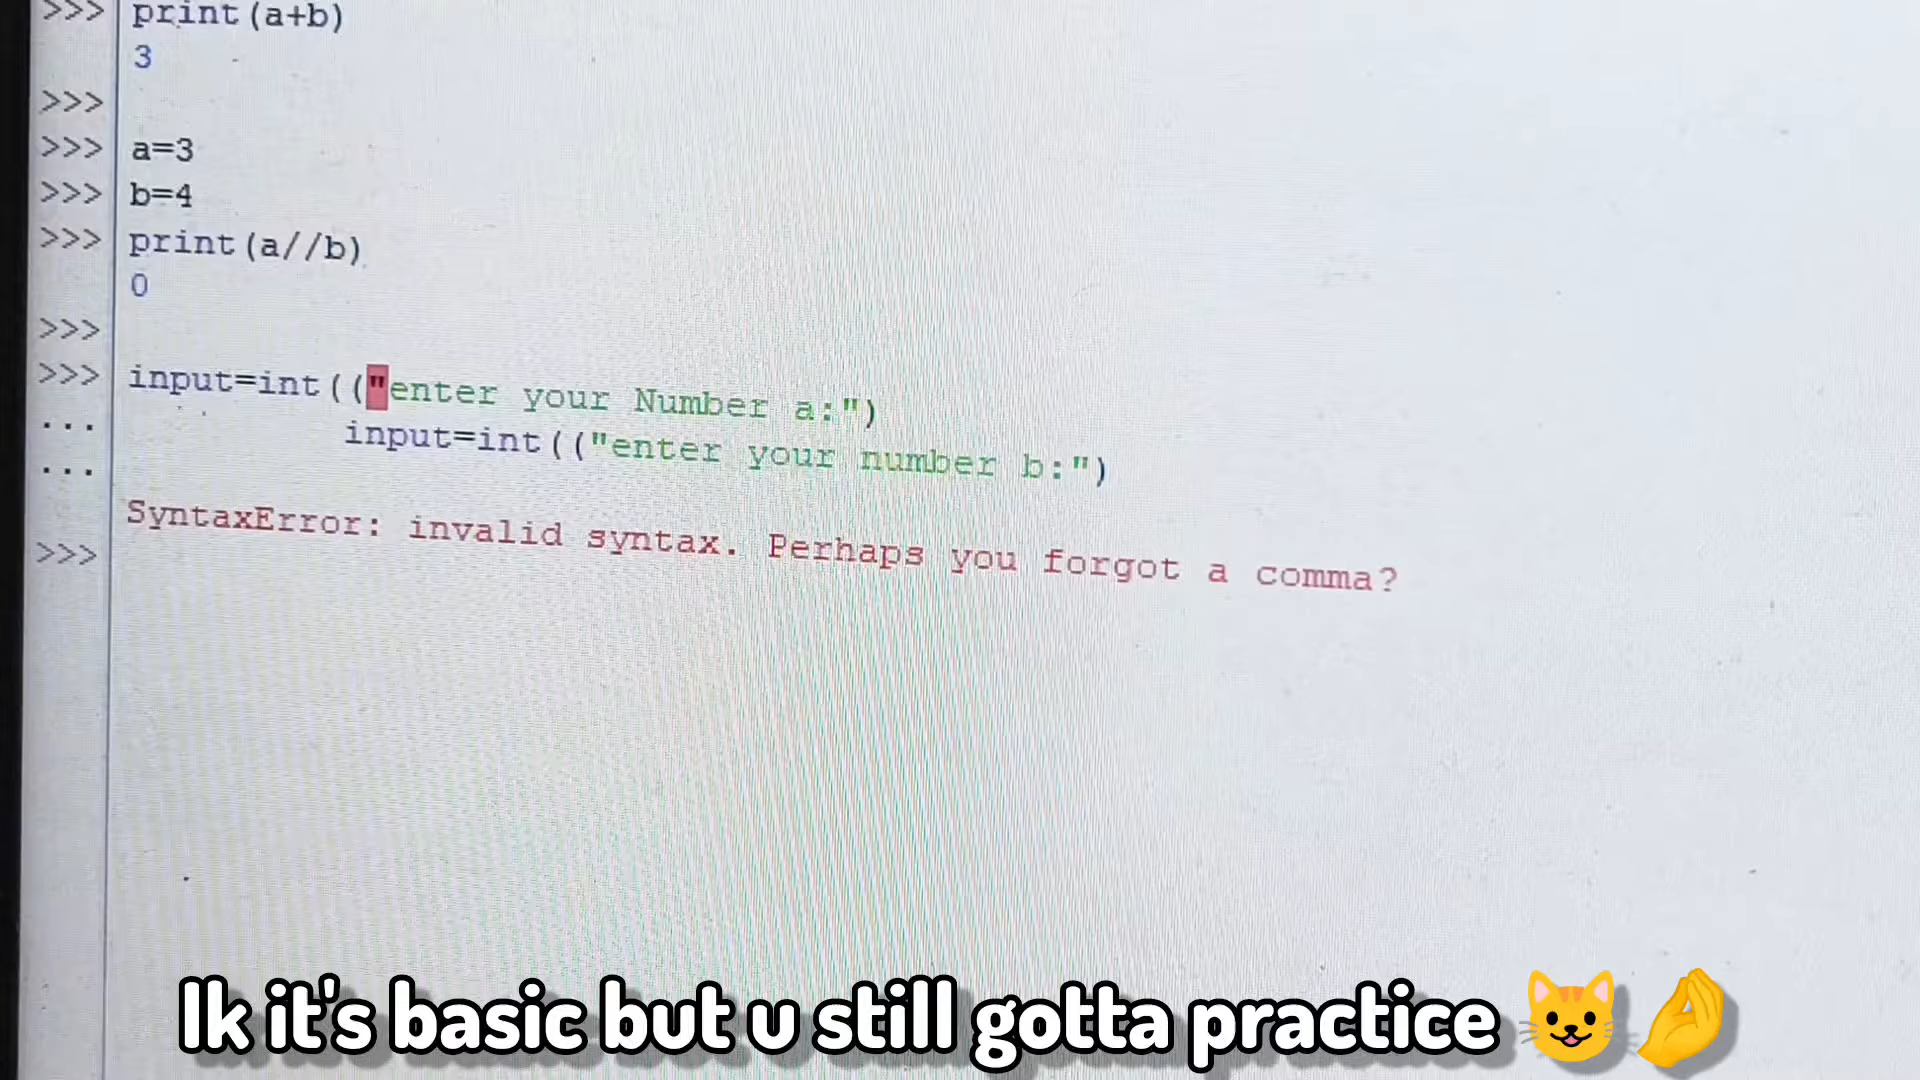 >>> print(a+b)
3
>>>
>>> a=3
>>> b=4
>>> print(a//b)
0
>>>
>>> input=int(("enter your Number a:")
... input=int(("enter your number b:")
...
SyntaxError: invalid syntax. Perhaps you forgot a comma?
>>>
Ik it's basic but u still gotta practice 😺🤌